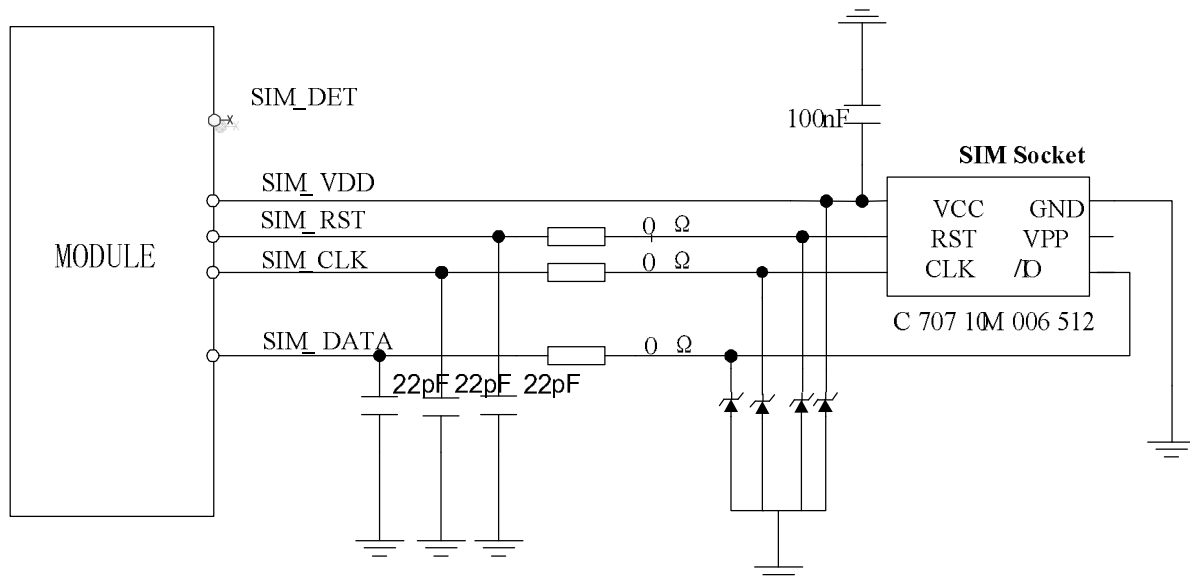 SIM_DET
100nF
SIM Socket
SIM_VDD
VCC GND
SIM_RST 0 Ω
RST VPP
MODULE
SIM_CLK 0 Ω
CLK I/O
C 707 10M 006 512
SIM_DATA 0 Ω
22pF 22pF 22pF